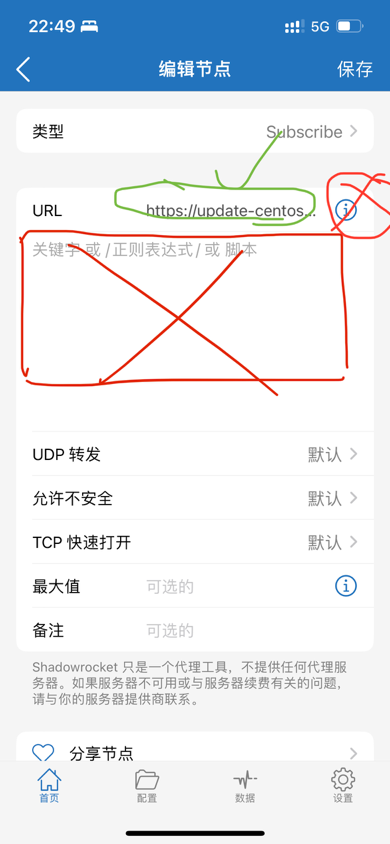 22:49
5G
编辑节点
保存
类型
Subscribe
URL
https://update-centos...
关键字 或 /正则表达式/ 或 脚本
UDP 转发
默认
允许不安全
默认
TCP 快速打开
默认
最大值
可选的
备注
可选的
Shadowrocket 只是一个代理工具，不提供任何代理服
务器。如果服务器不可用或与服务器续费有关的问题，
请与你的服务器提供商联系。
分享节点
首页
配置
数据
设置